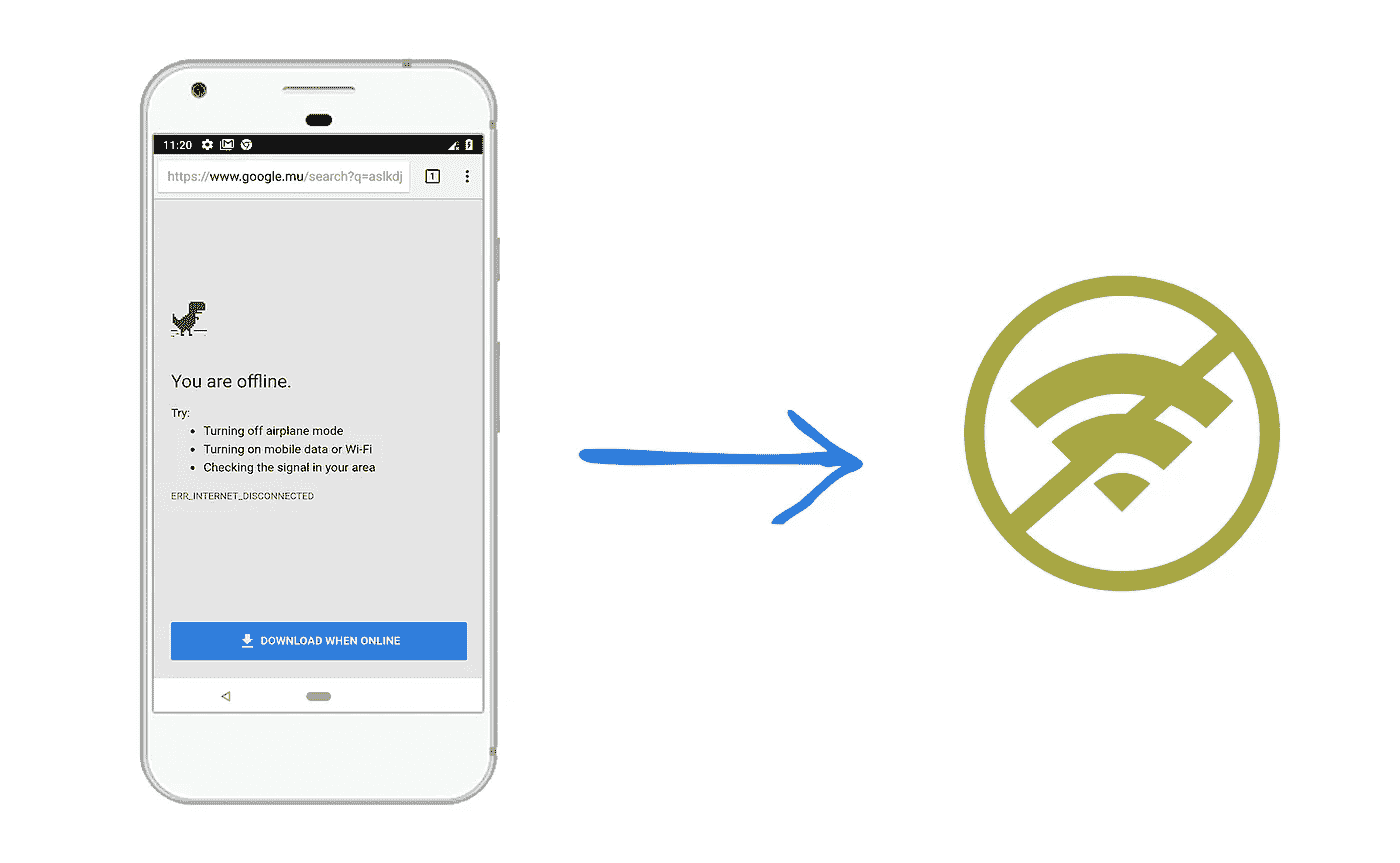 11:20
https://www.google.mu/search?q=aslkdj
1
You are offline.
Try:
• Turning off airplane mode
• Turning on mobile data or Wi-Fi
• Checking the signal in your area
ERR_INTERNET_DISCONNECTED
DOWNLOAD WHEN ONLINE